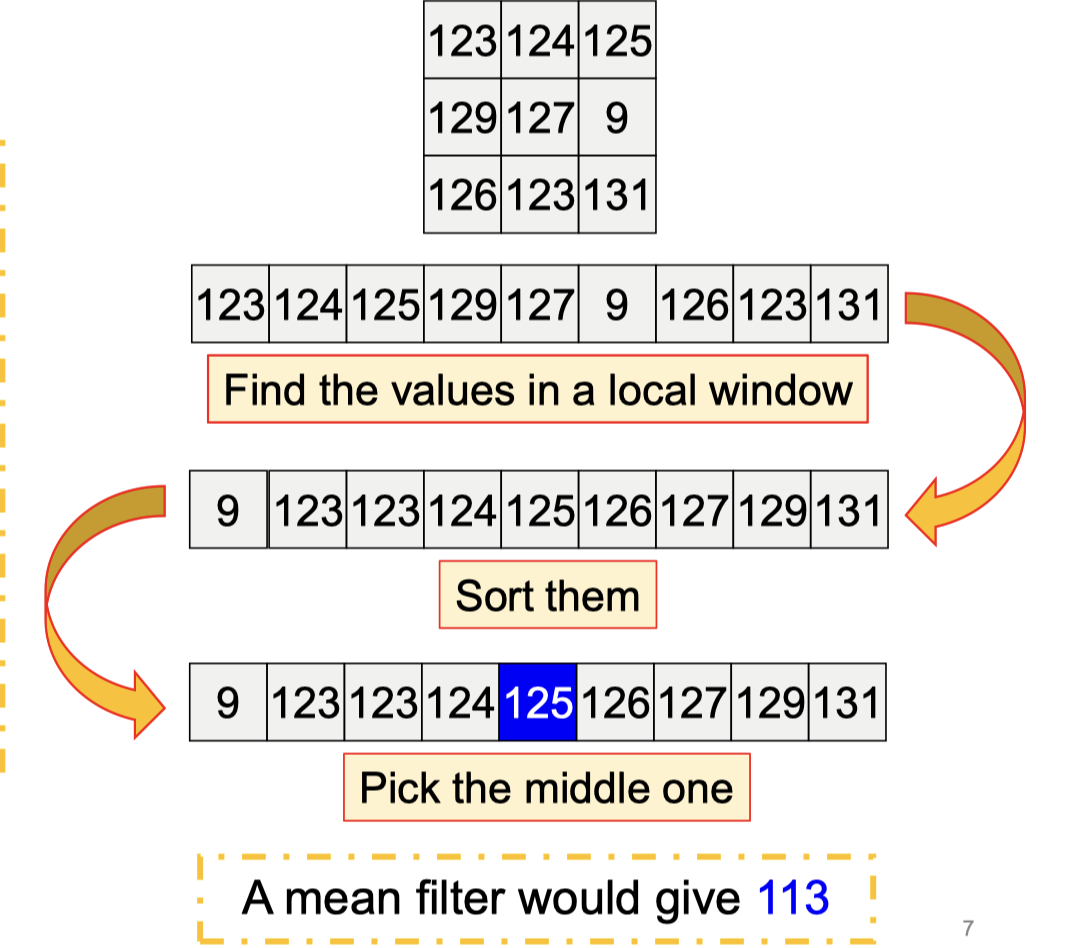 123 124 125
129 127 9
126 123 131
123 124 125 129 127 9 126 123 131
Find the values in a local window
9 123 123 124 125 126 127 129 131
Sort them
9 123 123 124 125 126 127 129 131
Pick the middle one
A mean filter would give 113
7